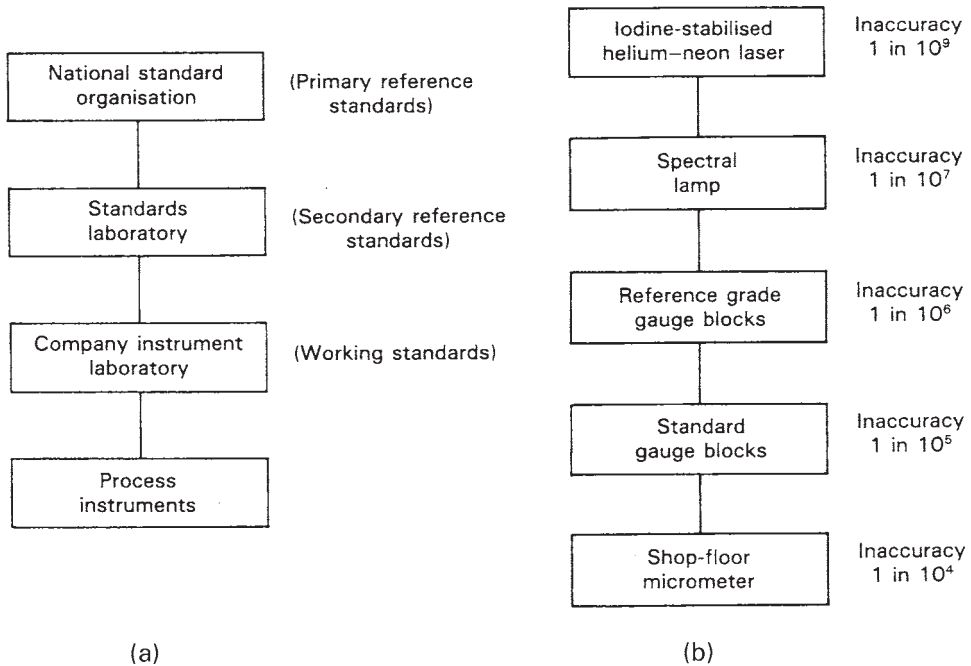 National standard
organisation
(Primary reference
standards)
Standards
laboratory
(Secondary reference
standards)
Company instrument
laboratory
(Working standards)
Process
instruments
(a)
Iodine-stabilised
helium–neon laser
Inaccuracy
1 in 10⁹
Spectral
lamp
Inaccuracy
1 in 10⁷
Reference grade
gauge blocks
Inaccuracy
1 in 10⁶
Standard
gauge blocks
Inaccuracy
1 in 10⁵
Shop-floor
micrometer
Inaccuracy
1 in 10⁴
(b)